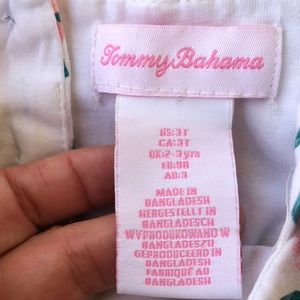 Tommy Bahama
US:3T
CA:3T
UK:2-3 yrs
EU:98
AU:3
MADE IN
BANGLADESH
HERGESTELLT IN
BANGLADESCH
WYPRODUKOWANO W
BANGLADESZU
GEPRODUCEERD IN
BANGLADESH
FABRIQUÉ AU
BANGLADESH